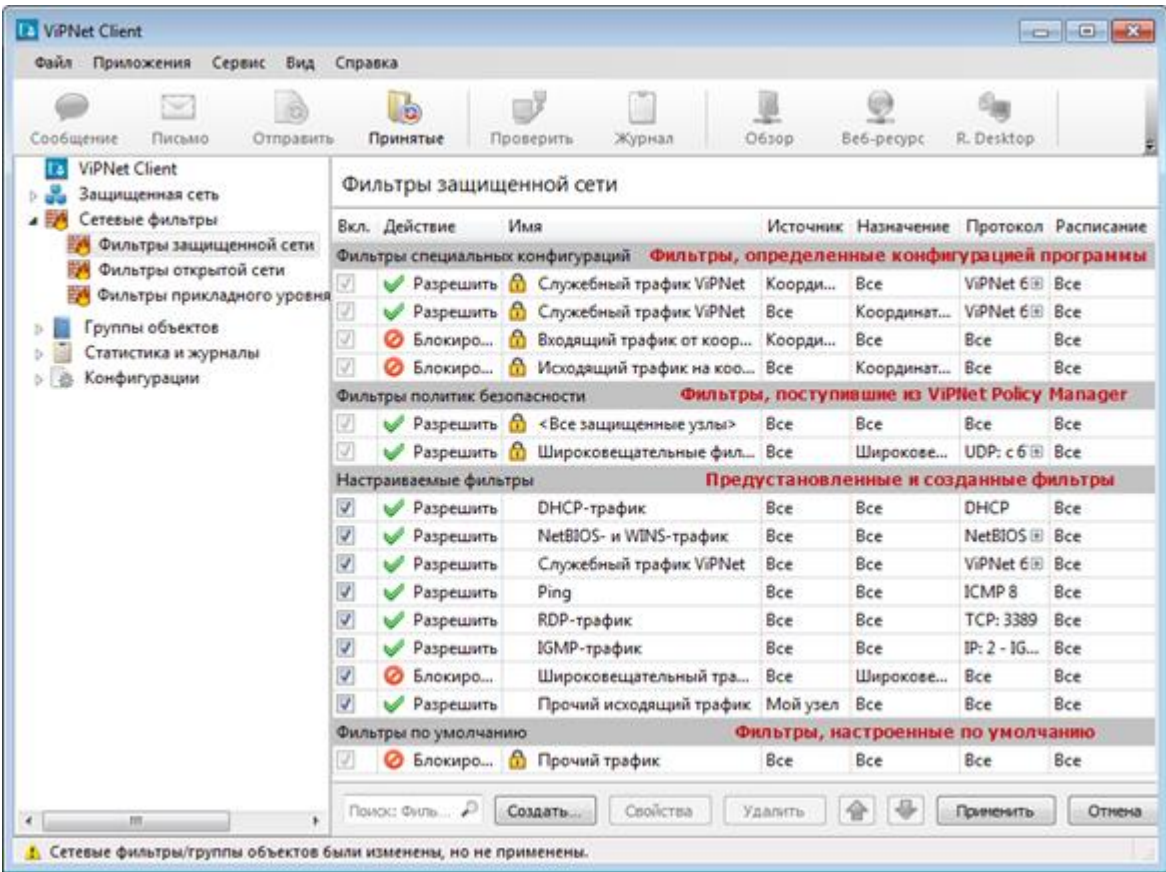 ViPNet Client
Файл Приложения Сервис Вид Справка
Сообщение Письмо Отправить Принятые Проверить Журнал Обзор Веб-ресурс R. Desktop
ViPNet Client
Защищенная сеть
Сетевые фильтры
Фильтры защищенной сети
Фильтры открытой сети
Фильтры прикладного уровня
Группы объектов
Статистика и журналы
Конфигурации
Фильтры защищенной сети
Вкл. Действие Имя Источник Назначение Протокол Расписание
Фильтры специальных конфигураций Фильтры, определенные конфигурацией программы
Разрешить Служебный трафик ViPNet Коорди... Все ViPNet б Все
Разрешить Служебный трафик ViPNet Все Координат... ViPNet б Все
Блокиро... Входящий трафик от коор... Коорди... Все Все Все
Блокиро... Исходящий трафик на коо... Все Координат... Все Все
Фильтры политик безопасности Фильтры, поступившие из ViPNet Policy Manager
Разрешить <Все защищенные узлы> Все Все Все Все
Разрешить Широковещательные фил... Все Широкове... UDP: с 6 Все
Настраиваемые фильтры Предустановленные и созданные фильтры
Разрешить DHCP-трафик Все Все DHCP Все
Разрешить NetBIOS- и WINS-трафик Все Все NetBIOS Все
Разрешить Служебный трафик ViPNet Все Все ViPNet б Все
Разрешить Ping Все Все ICMP 8 Все
Разрешить RDP-трафик Все Все TCP: 3389 Все
Разрешить IGMP-трафик Все Все IP: 2 - IG... Все
Блокиро... Широковещательный тра... Все Широкове... Все Все
Разрешить Прочий исходящий трафик Мой узел Все Все Все
Фильтры по умолчанию Фильтры, настроенные по умолчанию
Блокиро... Прочий трафик Все Все Все Все
Поиск: Филь... Создать... Свойства Удалить Применить Отмена
Сетевые фильтры/группы объектов были изменены, но не применены.